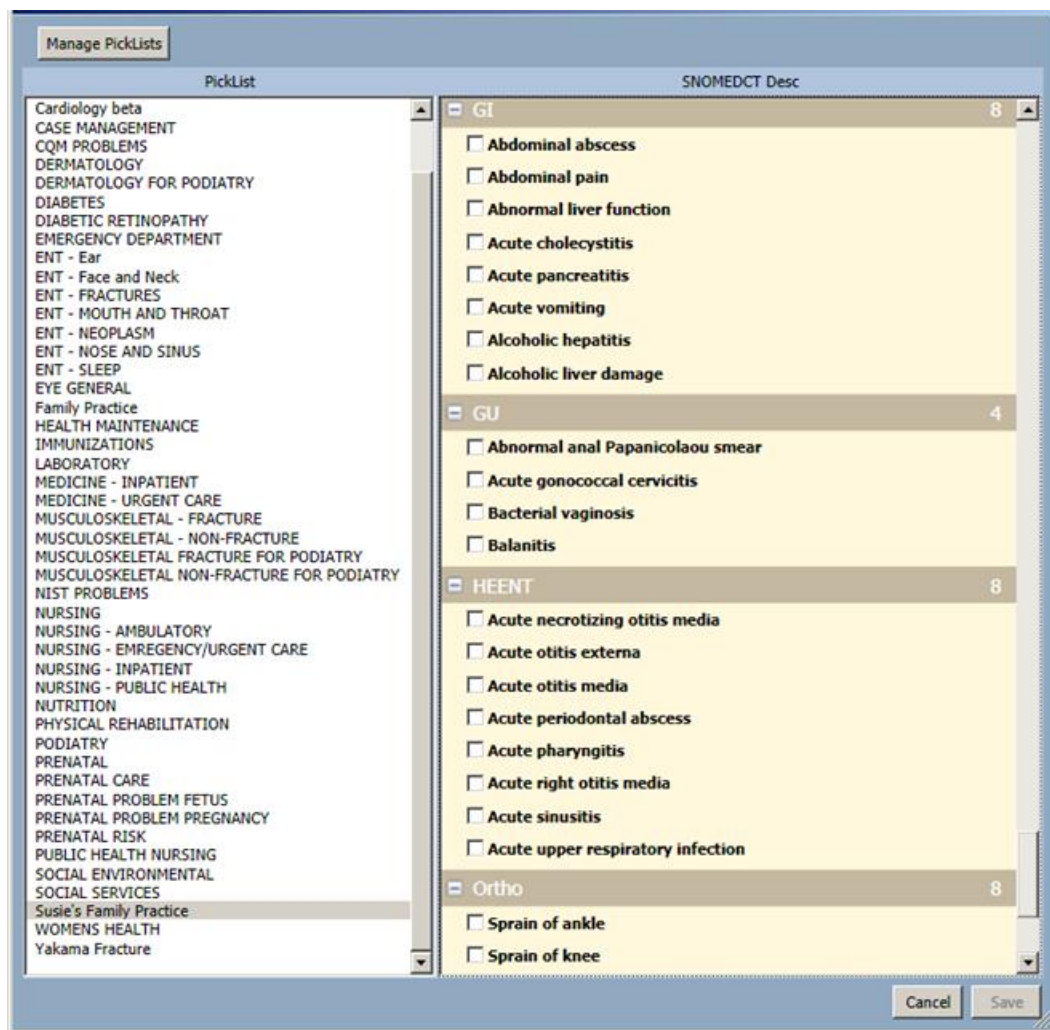 Manage PickLists
PickList
Cardiology beta
CASE MANAGEMENT
CQM PROBLEMS
DERMATOLOGY
DERMATOLOGY FOR PODIATRY
DIABETES
DIABETIC RETINOPATHY
EMERGENCY DEPARTMENT
ENT - Ear
ENT - Face and Neck
ENT - FRACTURES
ENT - MOUTH AND THROAT
ENT - NEOPLASM
ENT - NOSE AND SINUS
ENT - SLEEP
EYE GENERAL
Family Practice
HEALTH MAINTENANCE
IMMUNIZATIONS
LABORATORY
MEDICINE - INPATIENT
MEDICINE - URGENT CARE
MUSCULOSKELETAL - FRACTURE
MUSCULOSKELETAL - NON-FRACTURE
MUSCULOSKELETAL FRACTURE FOR PODIATRY
MUSCULOSKELETAL NON-FRACTURE FOR PODIATRY
NIST PROBLEMS
NURSING
NURSING - AMBULATORY
NURSING - EMREGENCY/URGENT CARE
NURSING - INPATIENT
NURSING - PUBLIC HEALTH
NUTRITION
PHYSICAL REHABILITATION
PODIATRY
PRENATAL
PRENATAL CARE
PRENATAL PROBLEM FETUS
PRENATAL PROBLEM PREGNANCY
PRENATAL RISK
PUBLIC HEALTH NURSING
SOCIAL ENVIRONMENTAL
SOCIAL SERVICES
Susie's Family Practice
WOMENS HEALTH
Yakama Fracture
SNOMEDCT Desc
GI 8
Abdominal abscess
Abdominal pain
Abnormal liver function
Acute cholecystitis
Acute pancreatitis
Acute vomiting
Alcoholic hepatitis
Alcoholic liver damage
GU 4
Abnormal anal Papanicolaou smear
Acute gonococcal cervicitis
Bacterial vaginosis
Balanitis
HEENT 8
Acute necrotizing otitis media
Acute otitis externa
Acute otitis media
Acute periodontal abscess
Acute pharyngitis
Acute right otitis media
Acute sinusitis
Acute upper respiratory infection
Ortho 8
Sprain of ankle
Sprain of knee
Cancel Save